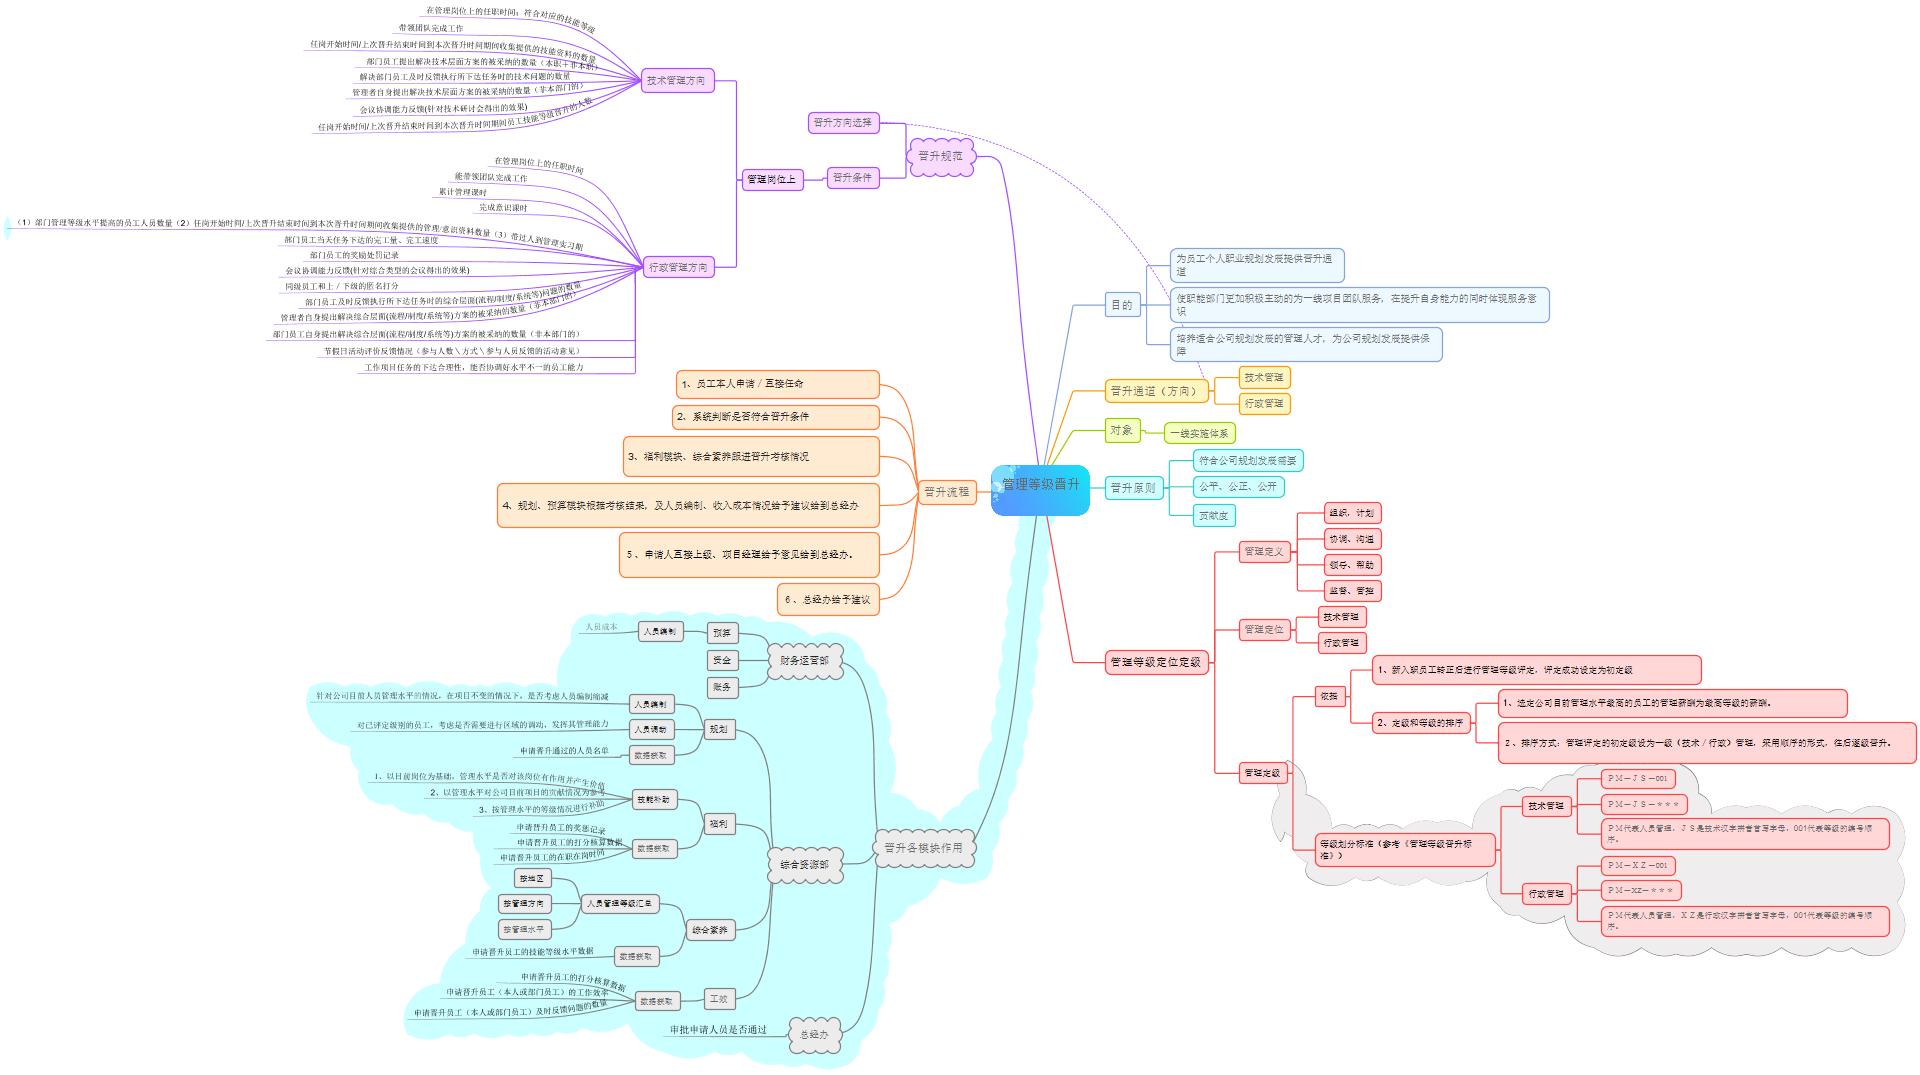 管理等级晋升
晋升规范
晋升方向选择
晋升条件
管理岗位上
技术管理方向
在管理岗位上的任职时间；符合对应的技能等级
带领团队完成工作
任岗开始时间/上次晋升结束时间到本次晋升时间期间收集提供的技能资料的数量
部门员工提出解决技术层面方案的被采纳的数量（本职＋非本职）
解决部门员工及时反馈执行所下达任务时的技术问题的数量
管理者自身提出解决技术层面方案的被采纳的数量（非本部门的）
会议协调能力反馈(针对技术研讨会得出的效果)
任岗开始时间/上次晋升结束时间到本次晋升时间期间员工技能等级晋升的人数
行政管理方向
在管理岗位上的任职时间
能带领团队完成工作
累计管理课时
完成意识课时
（1）部门管理等级水平提高的员工人员数量（2）任岗开始时间/上次晋升结束时间到本次晋升时间期间收集提供的管理/意识资料数量（3）带过人到管理实习期
部门员工当天任务下达的完工量、完工速度
部门员工的奖励处罚记录
会议协调能力反馈(针对综合类型的会议得出的效果)
同级员工和上／下级的匿名打分
部门员工及时反馈执行所下达任务时的综合层面(流程/制度/系统等)问题的数量
管理者自身提出解决综合层面(流程/制度/系统等)方案的被采纳的数量（非本部门的）
部门员工自身提出解决综合层面(流程/制度/系统等)方案的被采纳的数量（非本部门的）
节假日活动评价反馈情况（参与人数＼方式＼参与人员反馈的活动意见）
工作项目任务的下达合理性，能否协调好水平不一的员工能力
目的
为员工个人职业规划发展提供晋升通
道
使职能部门更加积极主动的为一线项目团队服务，在提升自身能力的同时体现服务意
识
培养适合公司规划发展的管理人才，为公司规划发展提供保
障
晋升通道（方向）
技术管理
行政管理
对象
一线实施体系
晋升原则
符合公司规划发展需要
公平、公正、公开
贡献度
管理等级定位定级
管理定义
组织，计划
协调、沟通
领导、帮助
监督、管控
管理定位
技术管理
行政管理
管理定级
依据
1、新入职员工转正后进行管理等级评定，评定成功设定为初定级
2、定级和等级的排序
1、选定公司目前管理水平最高的员工的管理薪酬为最高等级的薪酬。
2、排序方式：管理评定的初定级设为一级（技术／行政）管理，采用顺序的形式，往后逐级晋升。
等级划分标准（参考《管理等级晋升标
准》）
技术管理
ＰＭ－ＪＳ－001
ＰＭ－ＪＳ－＊＊＊
ＰＭ代表人员管理，ＪＳ是技术汉字拼音首写字母，001代表等级的编号顺
序。
行政管理
ＰＭ－ＸＺ－001
ＰＭ－xz－＊＊＊
ＰＭ代表人员管理，ＸＺ是行政汉字拼音首写字母，001代表等级的编号顺
序。
晋升流程
1、员工本人申请／直接任命
2、系统判断是否符合晋升条件
3、福利模块、综合素养跟进晋升考核情况
4、规划、预算模块根据考核结果，及人员编制、收入成本情况给予建议给到总经办
5、申请人直接上级、项目经理给予意见给到总经办。
6、总经办给予建议
晋升各模块作用
财务运营部
预算
人员编制
人员成本
资金
账务
综合资源部
规划
人员编制
针对公司目前人员管理水平的情况，在项目不变的情况下，是否考虑人员编制缩减
人员调动
对已评定级别的员工，考虑是否需要进行区域的调动，发挥其管理能力
数据获取
申请晋升通过的人员名单
福利
技能补助
1、以目前岗位为基础，管理水平是否对该岗位有作用并产生价值
2、以管理水平对公司目前项目的贡献情况为参考
3、按管理水平的等级情况进行补助
数据获取
申请晋升员工的奖惩记录
申请晋升员工的打分核算数据
申请晋升员工的在职在岗时间
综合素养
人员管理等级汇总
按地区
按管理方向
按管理水平
数据获取
申请晋升员工的技能等级水平数据
工效
数据获取
申请晋升员工的打分核算数据
申请晋升员工（本人或部门员工）的工作效率
申请晋升员工（本人或部门员工）及时反馈问题的数量
总经办
审批申请人员是否通过